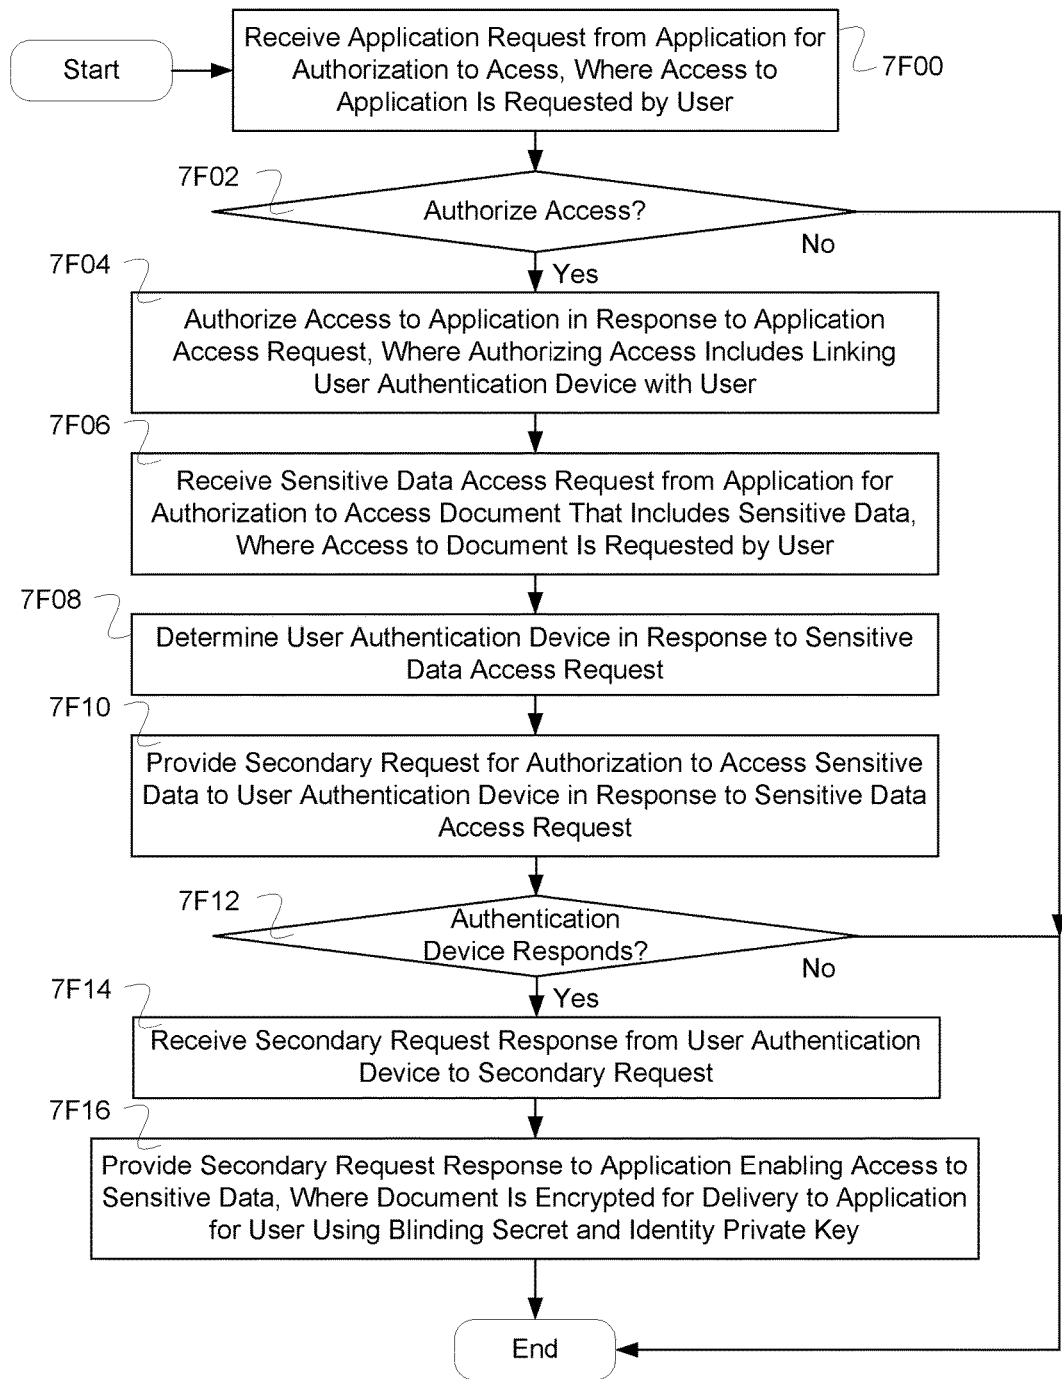 Start
Receive Application Request from Application for
Authorization to Acess, Where Access to
Application Is Requested by User
7F00
7F02
Authorize Access?
No
Yes
7F04
Authorize Access to Application in Response to Application
Access Request, Where Authorizing Access Includes Linking
User Authentication Device with User
7F06
Receive Sensitive Data Access Request from Application for
Authorization to Access Document That Includes Sensitive Data,
Where Access to Document Is Requested by User
7F08
Determine User Authentication Device in Response to Sensitive
Data Access Request
7F10
Provide Secondary Request for Authorization to Access Sensitive
Data to User Authentication Device in Response to Sensitive Data
Access Request
7F12
Authentication
Device Responds?
No
Yes
7F14
Receive Secondary Request Response from User Authentication
Device to Secondary Request
7F16
Provide Secondary Request Response to Application Enabling Access to
Sensitive Data, Where Document Is Encrypted for Delivery to Application
for User Using Blinding Secret and Identity Private Key
End